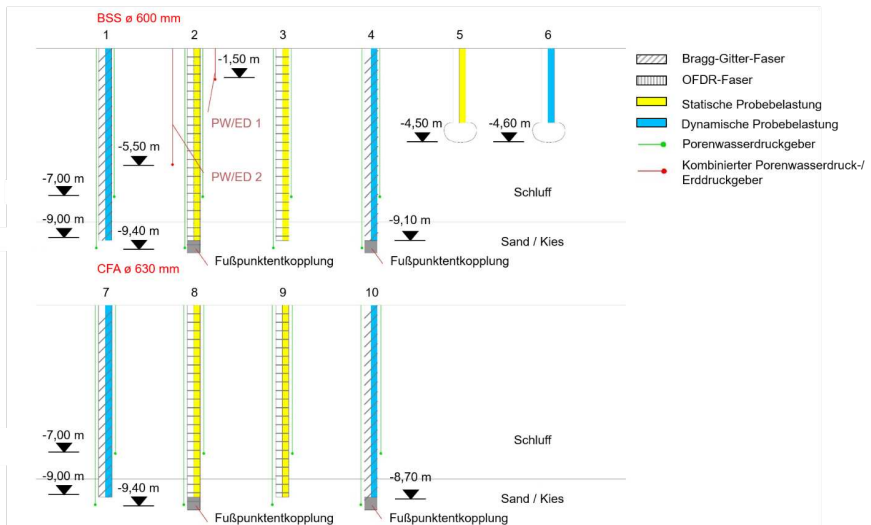 BSS ø 600 mm
1 2 3 4 5 6
-1,50 m
PW/ED 1
-4,50 m -4,60 m
-5,50 m
PW/ED 2
-7,00 m
Schluff
-9,00 m
-9,40 m
-9,10 m
Sand / Kies
Fußpunktentkopplung Fußpunktentkopplung
Bragg-Gitter-Faser
OFDR-Faser
Statische Probebelastung
Dynamische Probebelastung
Porenwasserdruckgeber
Kombinierter Porenwasserdruck-/
Erddruckgeber
CFA ø 630 mm
7 8 9 10
-7,00 m
Schluff
-9,00 m
-9,40 m
-8,70 m
Sand / Kies
Fußpunktentkopplung Fußpunktentkopplung